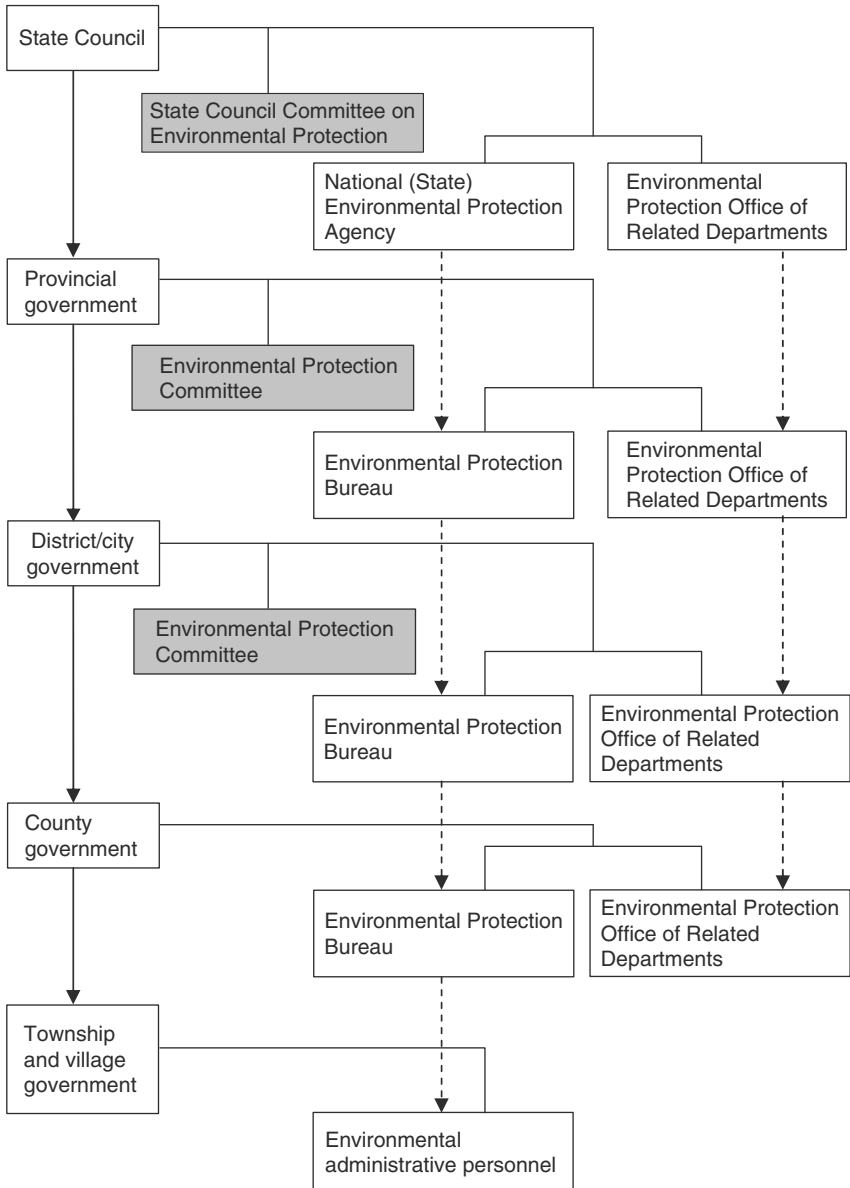 State Council
State Council Committee on
Environmental Protection
National (State)
Environmental Protection
Agency
Environmental
Protection Office of
Related Departments
Provincial
government
Environmental Protection
Committee
Environmental Protection
Bureau
Environmental
Protection Office of
Related Departments
District/city
government
Environmental Protection
Committee
Environmental Protection
Bureau
Environmental Protection
Office of Related
Departments
County
government
Environmental Protection
Bureau
Environmental Protection
Office of Related
Departments
Township
and village
government
Environmental
administrative personnel